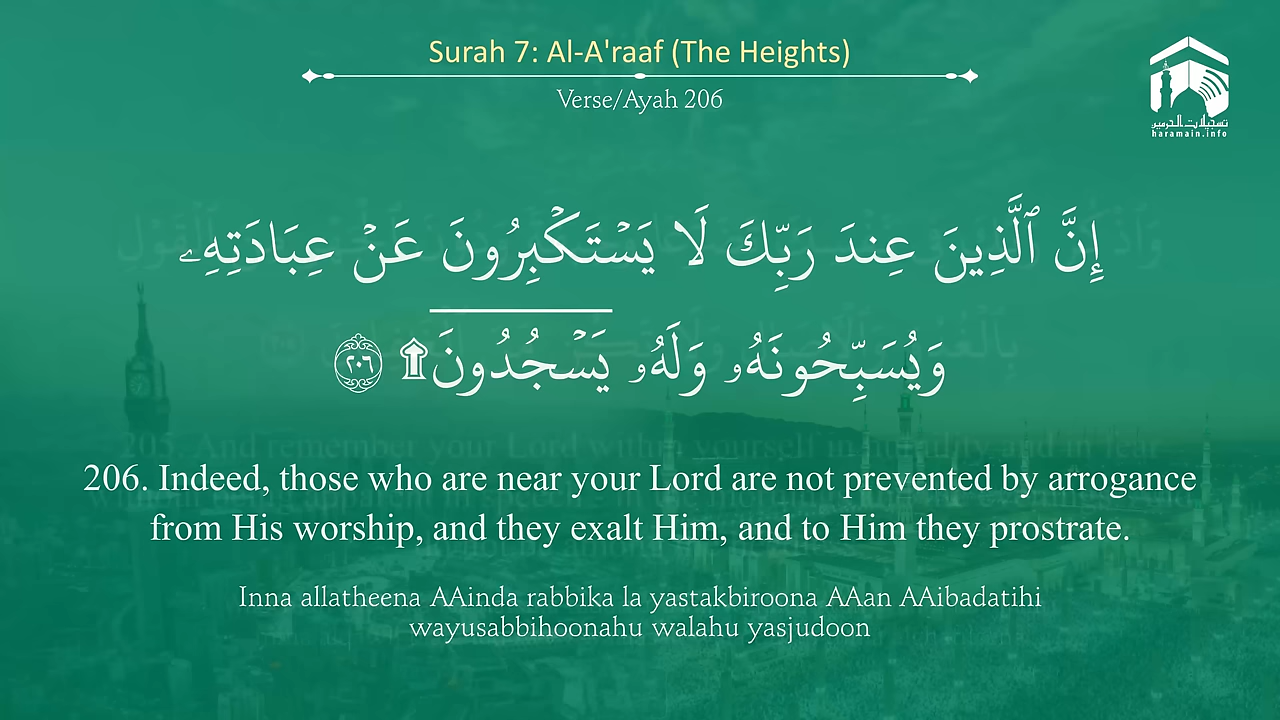 Surah 7: Al-A'raaf (The Heights)
Verse/Ayah 206
تسجيلات الحرمين
haramain.info
إِنَّ ٱلَّذِينَ عِندَ رَبِّكَ لَا يَسْتَكْبِرُونَ عَنْ عِبَادَتِهِۦ
وَيُسَبِّحُونَهُۥ وَلَهُۥ يَسْجُدُونَ۩ ٢٠٦
206. Indeed, those who are near your Lord are not prevented by arrogance
from His worship, and they exalt Him, and to Him they prostrate.
Inna allatheena AAinda rabbika la yastakbiroona AAan AAibadatihi
wayusabbihoonahu walahu yasjudoon